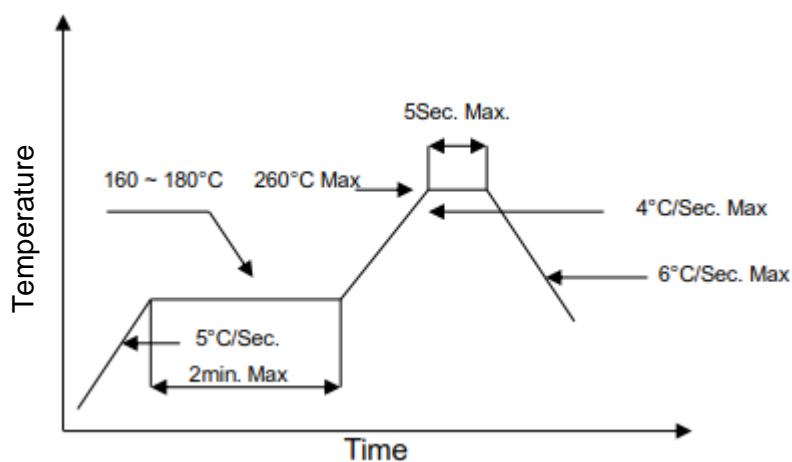 5Sec. Max.
160 ~ 180°C
260°C Max
4°C/Sec. Max
6°C/Sec. Max
5°C/Sec.
2min. Max
Temperature
Time